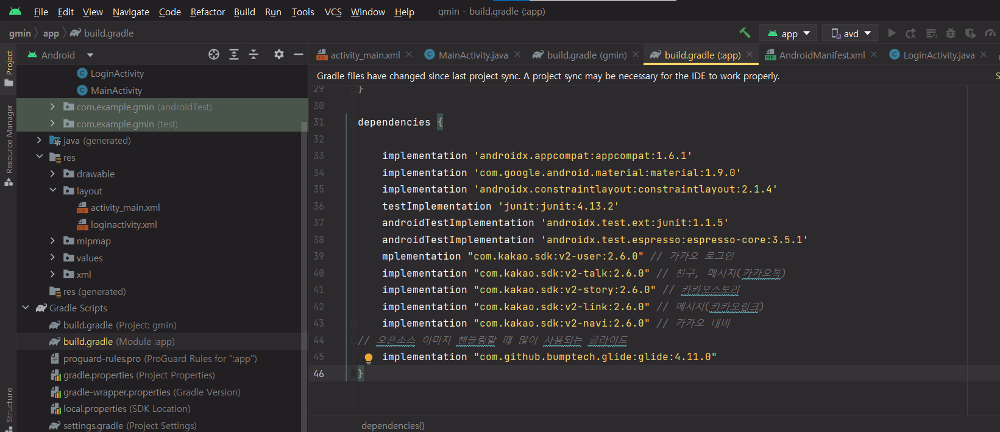 File Edit View Navigate Code Refactor Build Run Tools VCS Window Help gmin - build.gradle (:app)
gmin app build.gradle app avd
Project
Resource Manager
Structure
Android
LoginActivity
MainActivity
com.example.gmin (androidTest)
com.example.gmin (test)
java (generated)
res
drawable
layout
activity_main.xml
loginactivity.xml
mipmap
values
xml
res (generated)
Gradle Scripts
build.gradle (Project: gmin)
build.gradle (Module :app)
proguard-rules.pro (ProGuard Rules for ":app")
gradle.properties (Project Properties)
gradle-wrapper.properties (Gradle Version)
local.properties (SDK Location)
settings.gradle (Project Settings)
activity_main.xml MainActivity.java build.gradle (gmin) build.gradle (:app) AndroidManifest.xml LoginActivity.java
Gradle files have changed since last project sync. A project sync may be necessary for the IDE to work properly. S
29 }
30
31 dependencies {
32
33 implementation 'androidx.appcompat:appcompat:1.6.1'
34 implementation 'com.google.android.material:material:1.9.0'
35 implementation 'androidx.constraintlayout:constraintlayout:2.1.4'
36 testImplementation 'junit:junit:4.13.2'
37 androidTestImplementation 'androidx.test.ext:junit:1.1.5'
38 androidTestImplementation 'androidx.test.espresso:espresso-core:3.5.1'
39 mplementation "com.kakao.sdk:v2-user:2.6.0" // 카카오 로그인
40 implementation "com.kakao.sdk:v2-talk:2.6.0" // 친구, 메시지(카카오톡)
41 implementation "com.kakao.sdk:v2-story:2.6.0" // 카카오스토리
42 implementation "com.kakao.sdk:v2-link:2.6.0" // 메시지(카카오링크)
43 implementation "com.kakao.sdk:v2-navi:2.6.0" // 카카오 내비
44 // 오픈소스 이미지 핸들링할 때 많이 사용되는 글라이드
45 implementation "com.github.bumptech.glide:glide:4.11.0"
46 }
dependencies{}